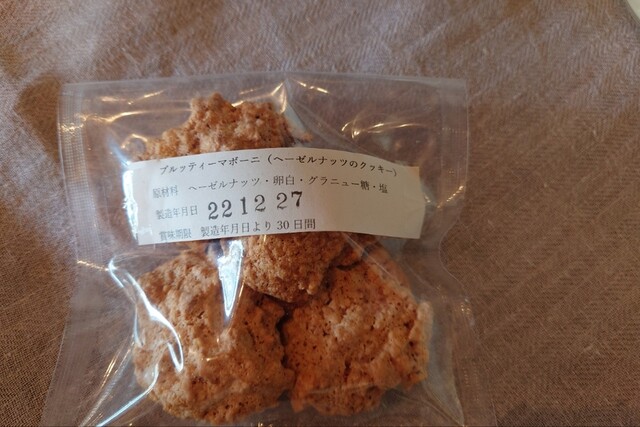 ブルッティーマボーニ（ヘーゼルナッツのクッキー）
原材料 ヘーゼルナッツ・卵白・グラニュー糖・塩
製造年月日 22 12 27
賞味期限 製造年月日より30日間